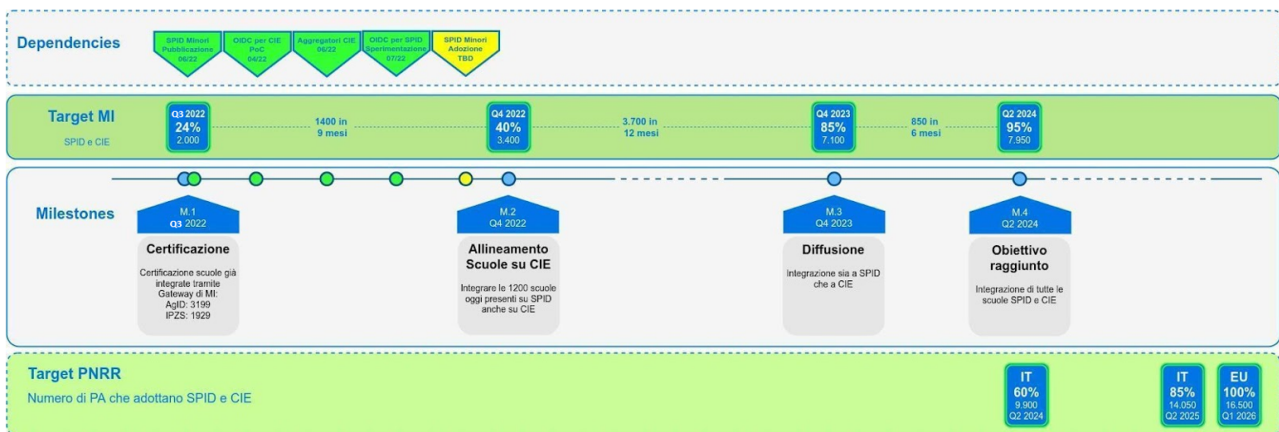 Dependencies
SPID Minori
Pubblicazione
06/22
OIDC per CIE
PoC
04/22
Aggregatori CIE
06/22
OIDC per SPID
Sperimentazione
07/22
SPID Minori
Adozione
TBD
Target MI
SPID e CIE
Q3 2022
24%
2.000
1400 in
9 mesi
Q4 2022
40%
3.400
3.700 in
12 mesi
Q4 2023
85%
7.100
850 in
6 mesi
Q2 2024
95%
7.950
Milestones
M.1
Q3 2022
Certificazione
Certificazione scuole già
integrate tramite
Gateway di MI:
AgID: 3199
IPZS: 1929
M.2
Q4 2022
Allineamento
Scuole su CIE
Integrare le 1200 scuole
oggi presenti su SPID
anche su CIE
M.3
Q4 2023
Diffusione
Integrazione sia a SPID
che a CIE
M.4
Q2 2024
Obiettivo
raggiunto
Integrazione di tutte le
scuole SPID e CIE
Target PNRR
Numero di PA che adottano SPID e CIE
IT
60%
9.900
Q2 2024
IT
85%
14.050
Q2 2025
EU
100%
16.500
Q1 2026